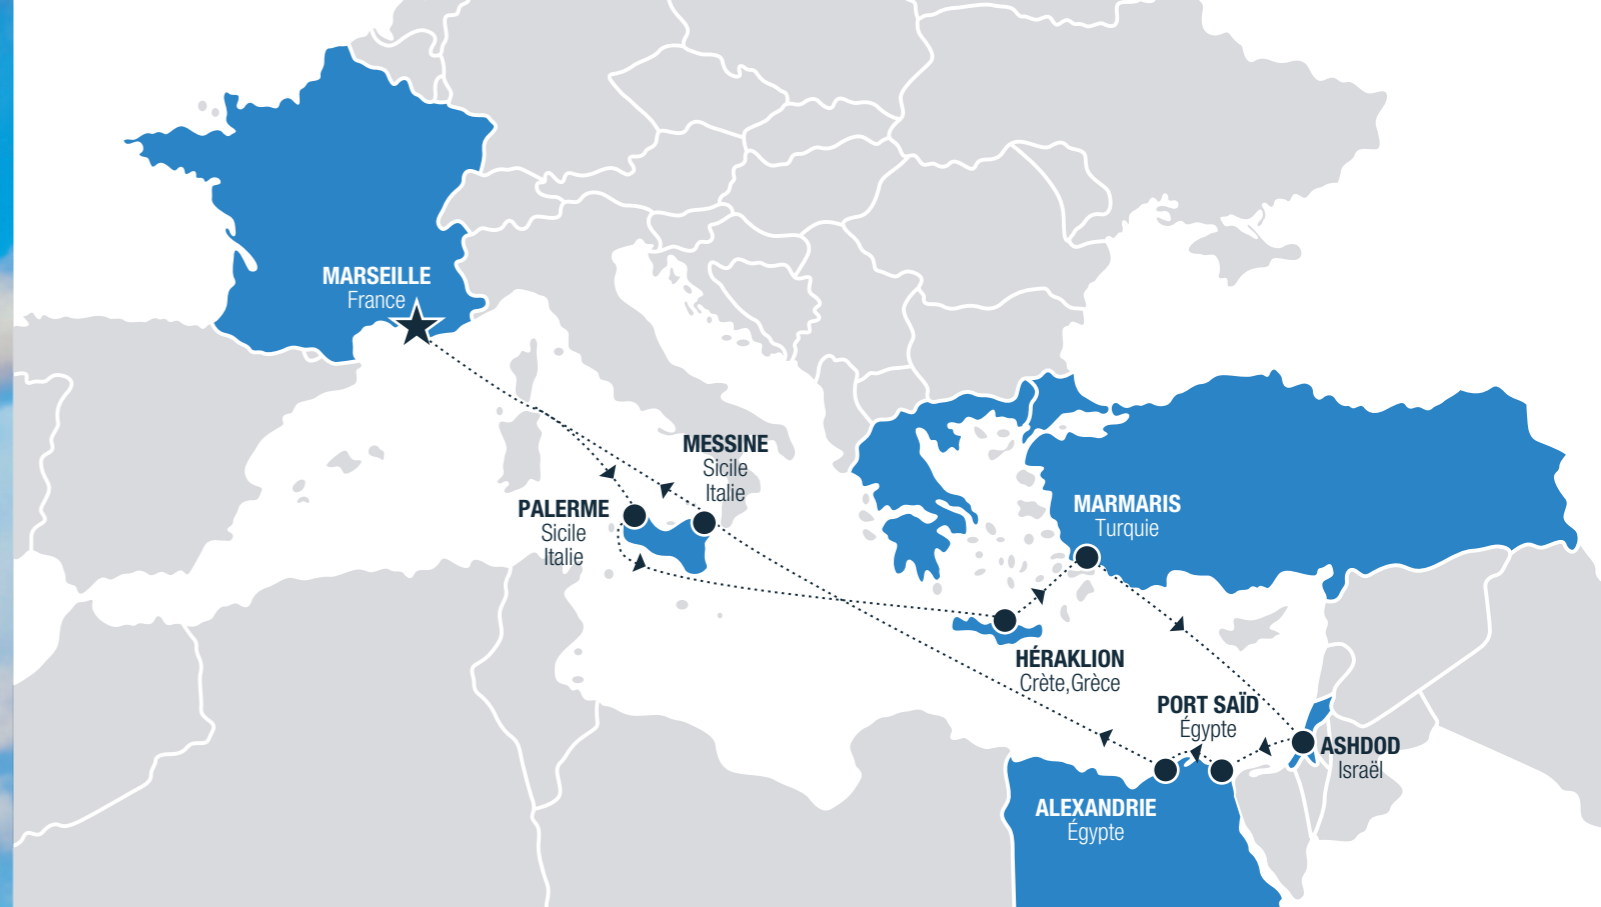 MARSEILLE
France
MESSINE
Sicile
Italie
PALERME
Sicile
Italie
MARMARIS
Turquie
HÉRAKLION
Crète,Grèce
PORT SAÏD
Égypte
ASHDOD
Israël
ALEXANDRIE
Égypte